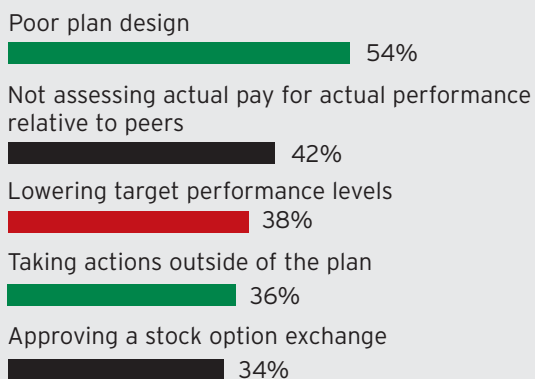 Poor plan design
54%
Not assessing actual pay for actual performance
relative to peers
42%
Lowering target performance levels
38%
Taking actions outside of the plan
36%
Approving a stock option exchange
34%